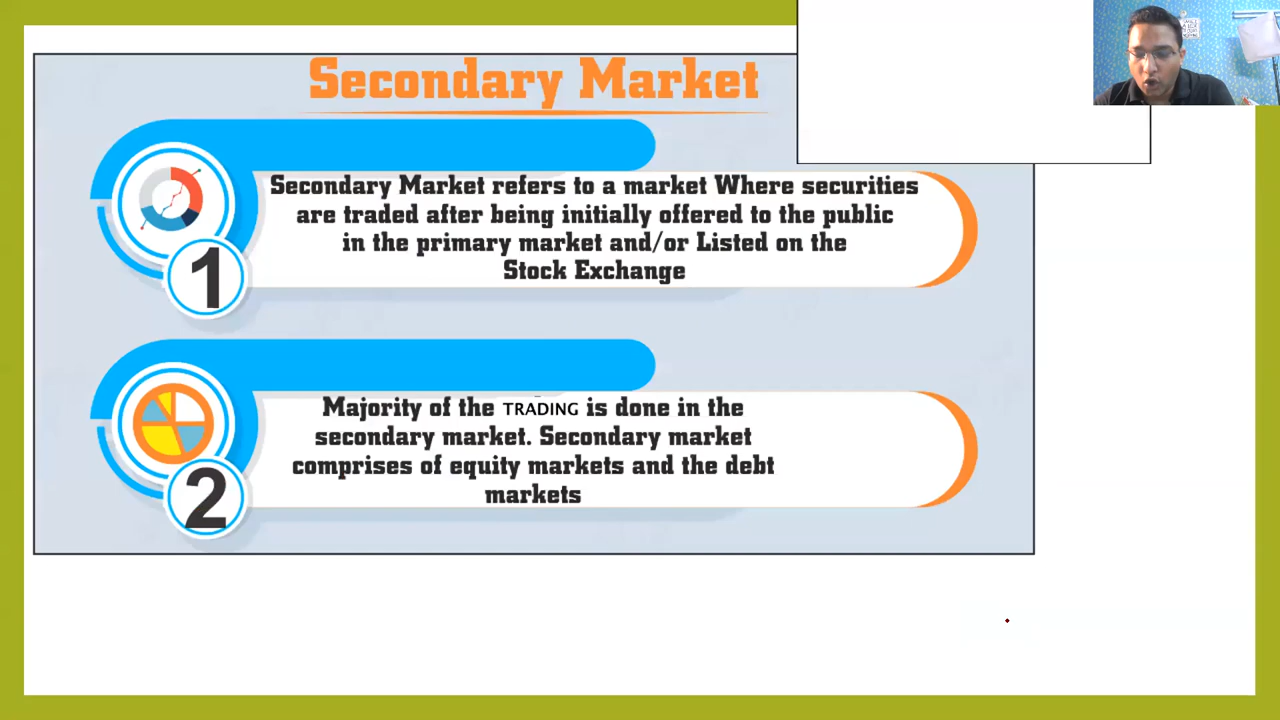 Secondary Market
Secondary Market refers to a market Where securities
are traded after being initially offered to the public
in the primary market and/or Listed on the
Stock Exchange
1
Majority of the TRADING is done in the
secondary market. Secondary market
comprises of equity markets and the debt
markets
2